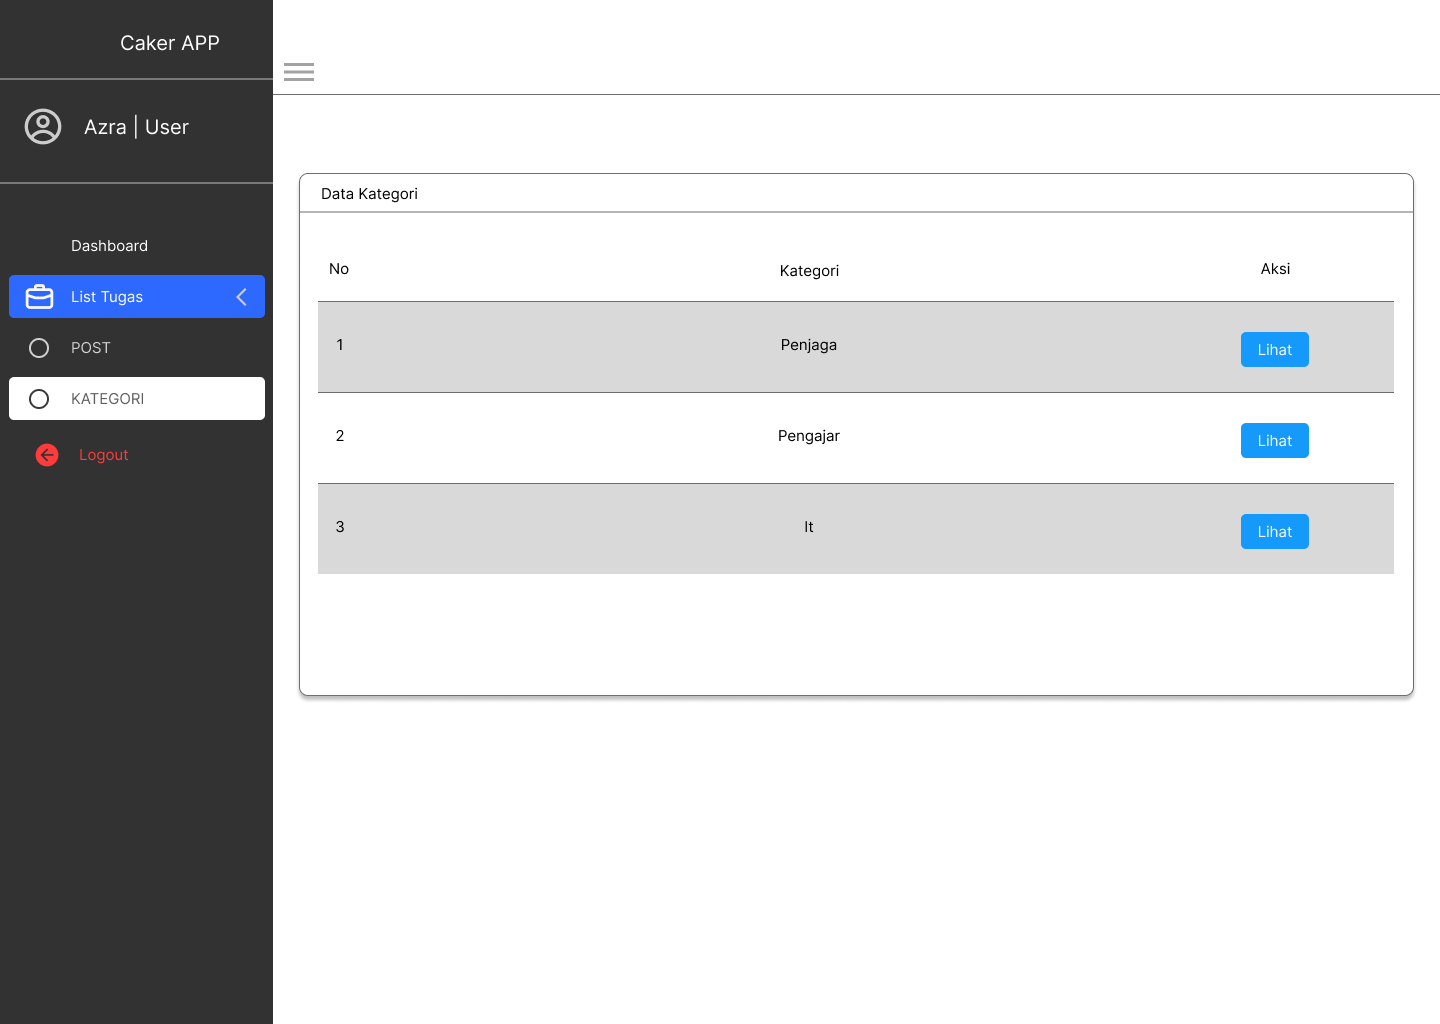 Caker APP
Azra | User
Dashboard
List Tugas
POST
KATEGORI
Logout
Data Kategori
No Kategori Aksi
1 Penjaga Lihat
2 Pengajar Lihat
3 It Lihat